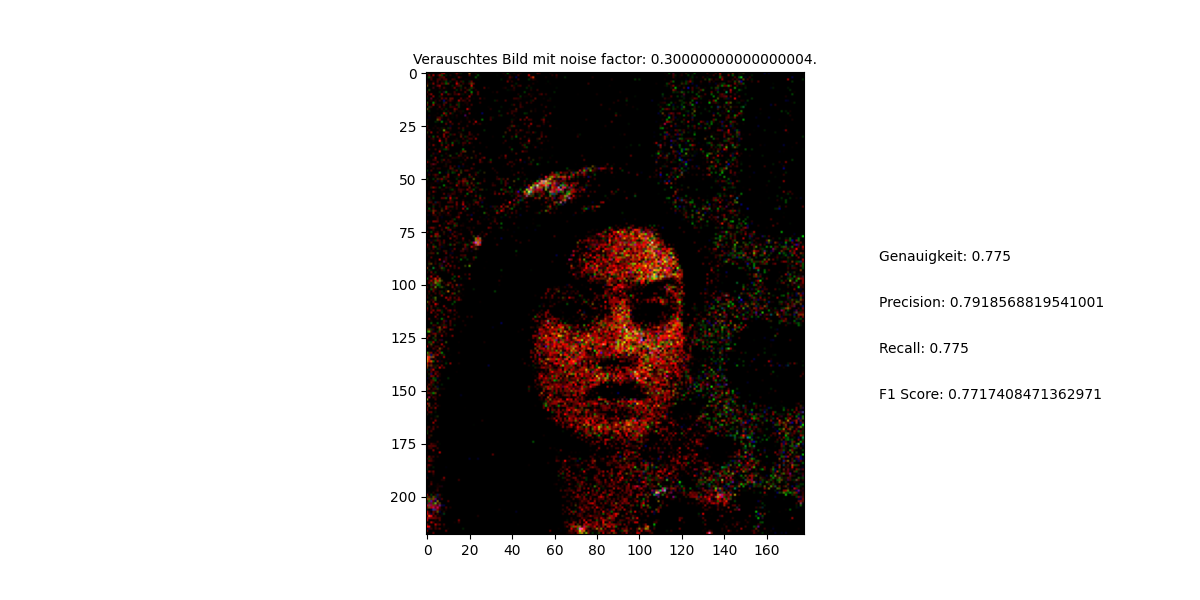 Verauschtes Bild mit noise factor: 0.30000000000000004.
0
25
50
75
100
125
150
175
200
0 20 40 60 80 100 120 140 160
Genauigkeit: 0.775
Precision: 0.7918568819541001
Recall: 0.775
F1 Score: 0.7717408471362971